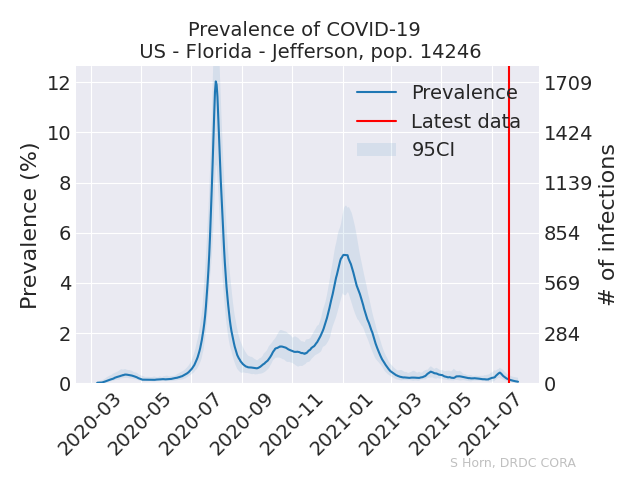 Prevalence of COVID-19
US - Florida - Jefferson, pop. 14246
Prevalence (%)
12
10
8
6
4
2
0
Prevalence
Latest data
95CI
1709
1424
1139
854
569
284
0
# of infections
2020-03
2020-05
2020-07
2020-09
2020-11
2021-01
2021-03
2021-05
2021-07
S Horn, DRDC CORA